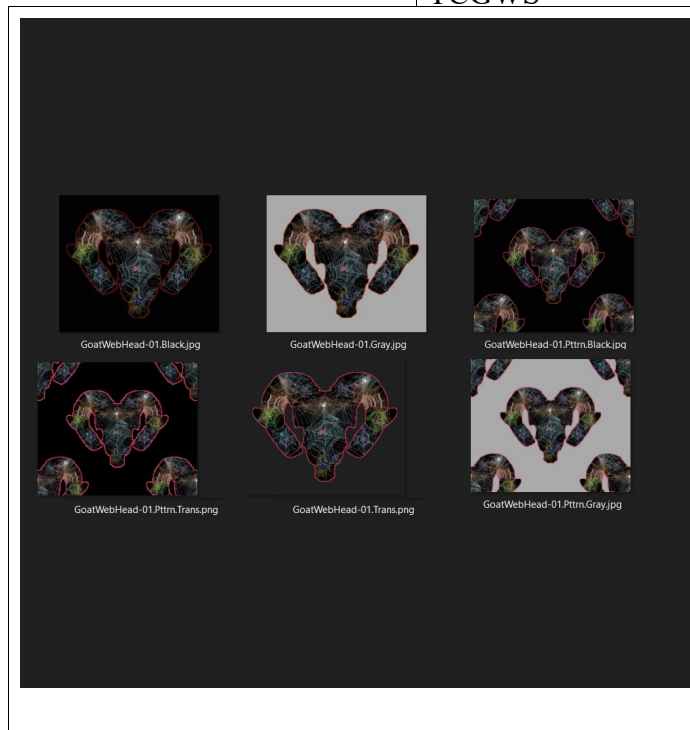 TCGWS
GoatWebHead-01.Black.jpg
GoatWebHead-01.Gray.jpg
GoatWebHead-01.Pttrn.Black.jpg
GoatWebHead-01.Pttrn.Trans.png
GoatWebHead-01.Trans.png
GoatWebHead-01.Pttrn.Gray.jpg